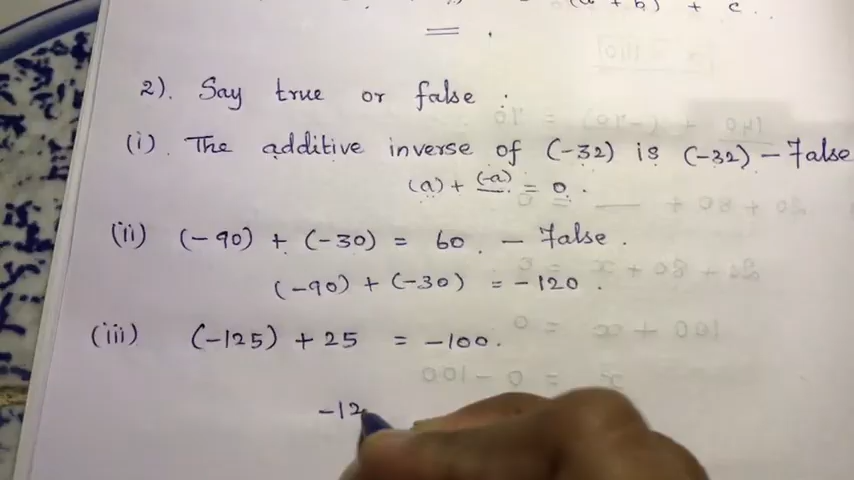 (a + b) + c
2). Say true or false :
(i). The additive inverse of (-32) is (-32) - False
(a) + (-a) = 0.
(ii) (-90) + (-30) = 60. - False.
(-90) + (-30) = -120.
(iii) (-125) + 25 = -100.
-12